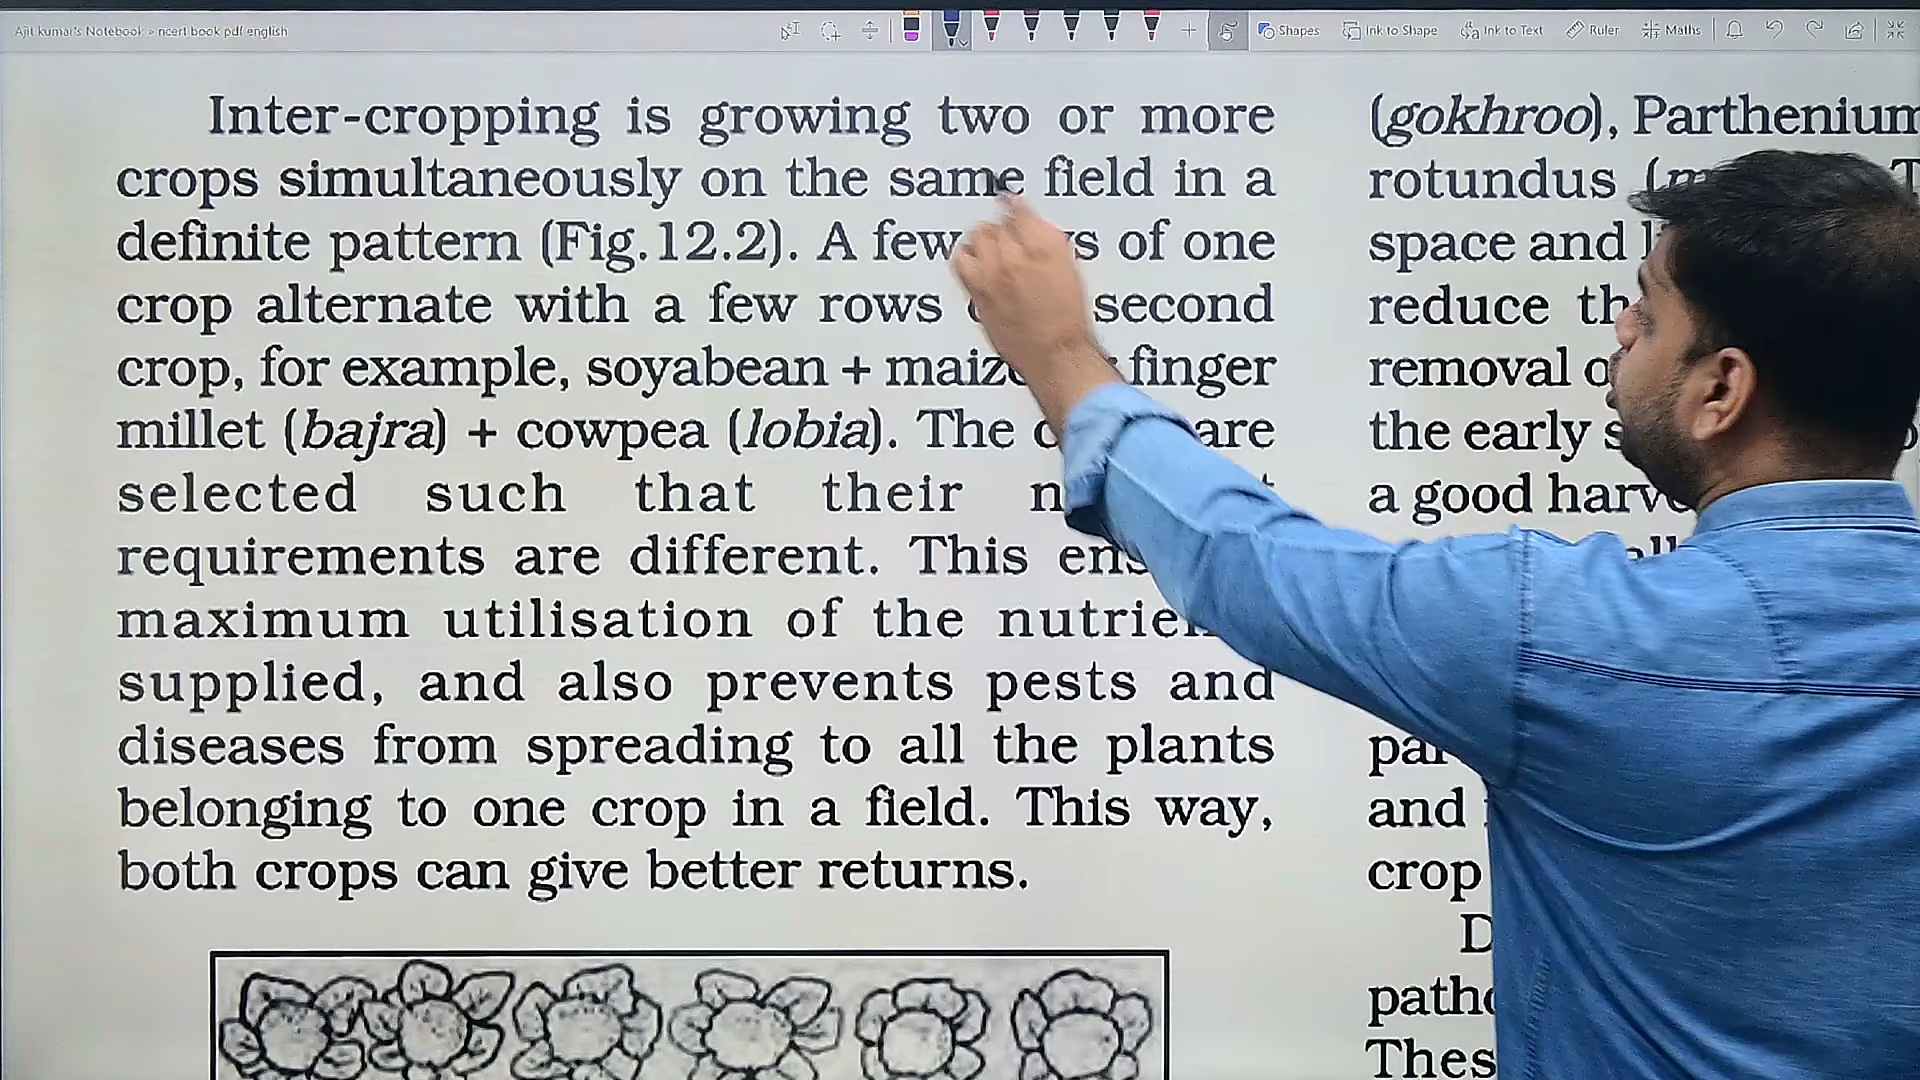 Ajit kumar's Notebook » ncert book pdf english
Shapes
Ink to Shape
Ink to Text
Ruler
Maths
Inter-cropping is growing two or more
crops simultaneously on the same field in a
definite pattern (Fig.12.2). A few of one
crop alternate with a few rows second
crop, for example, soyabean + maize finger
millet (bajra) + cowpea (lobia). The are
selected such that their
requirements are different. This
maximum utilisation of the
supplied, and also prevents pests and
diseases from spreading to all the plants
belonging to one crop in a field. This way,
both crops can give better returns.
(gokhroo), Parthenium
rotundus
space and
reduce
removal
the early
a good
and
crop